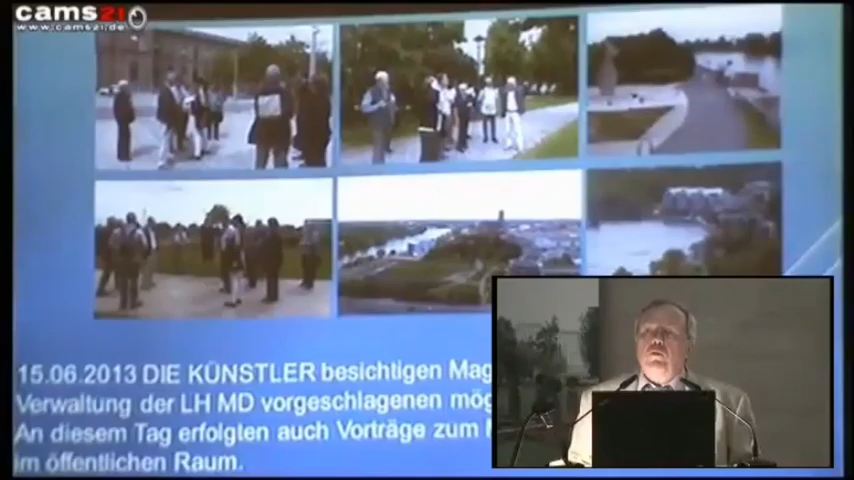 cams21
www.cams21.de
15.06.2013 DIE KÜNSTLER besichtigen Mag
Verwaltung der LH MD vorgeschlagenen mög
An diesem Tag erfolgten auch Vorträge zum
im öffentlichen Raum.